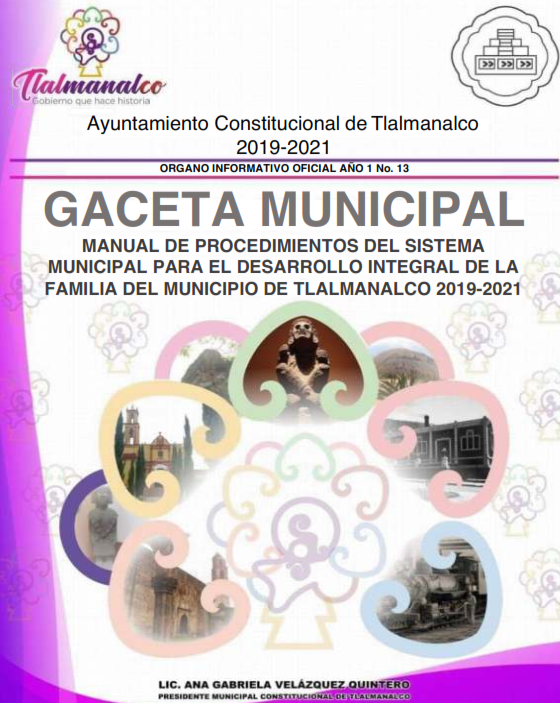 Tlalmanalco
Gobierno que hace historia
Ayuntamiento Constitucional de Tlalmanalco
2019-2021
ORGANO INFORMATIVO OFICIAL AÑO 1 No. 13
GACETA MUNICIPAL
MANUAL DE PROCEDIMIENTOS DEL SISTEMA
MUNICIPAL PARA EL DESARROLLO INTEGRAL DE LA
FAMILIA DEL MUNICIPIO DE TLALMANALCO 2019-2021
LIC. ANA GABRIELA VELÁZQUEZ QUINTERO
PRESIDENTE MUNICIPAL CONSTITUCIONAL DE TLALMANALCO